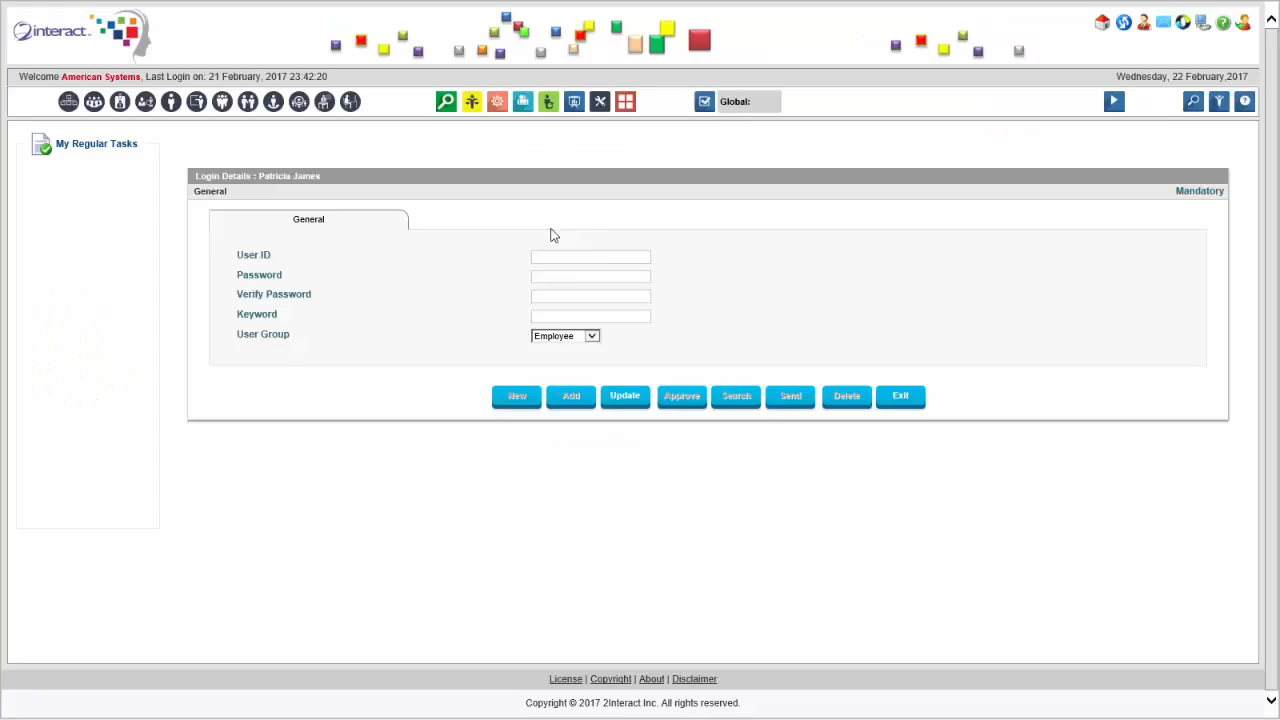 2interact
Welcome American Systems, Last Login on: 21 February, 2017 23:42:20
Wednesday, 22 February,2017
Global:
My Regular Tasks
Login Details : Patricia James
General
Mandatory
General
User ID
Password
Verify Password
Keyword
User Group
Employee
New
Add
Update
Approve
Search
Send
Delete
Exit
License | Copyright | About | Disclaimer
Copyright © 2017 2Interact Inc. All rights reserved.